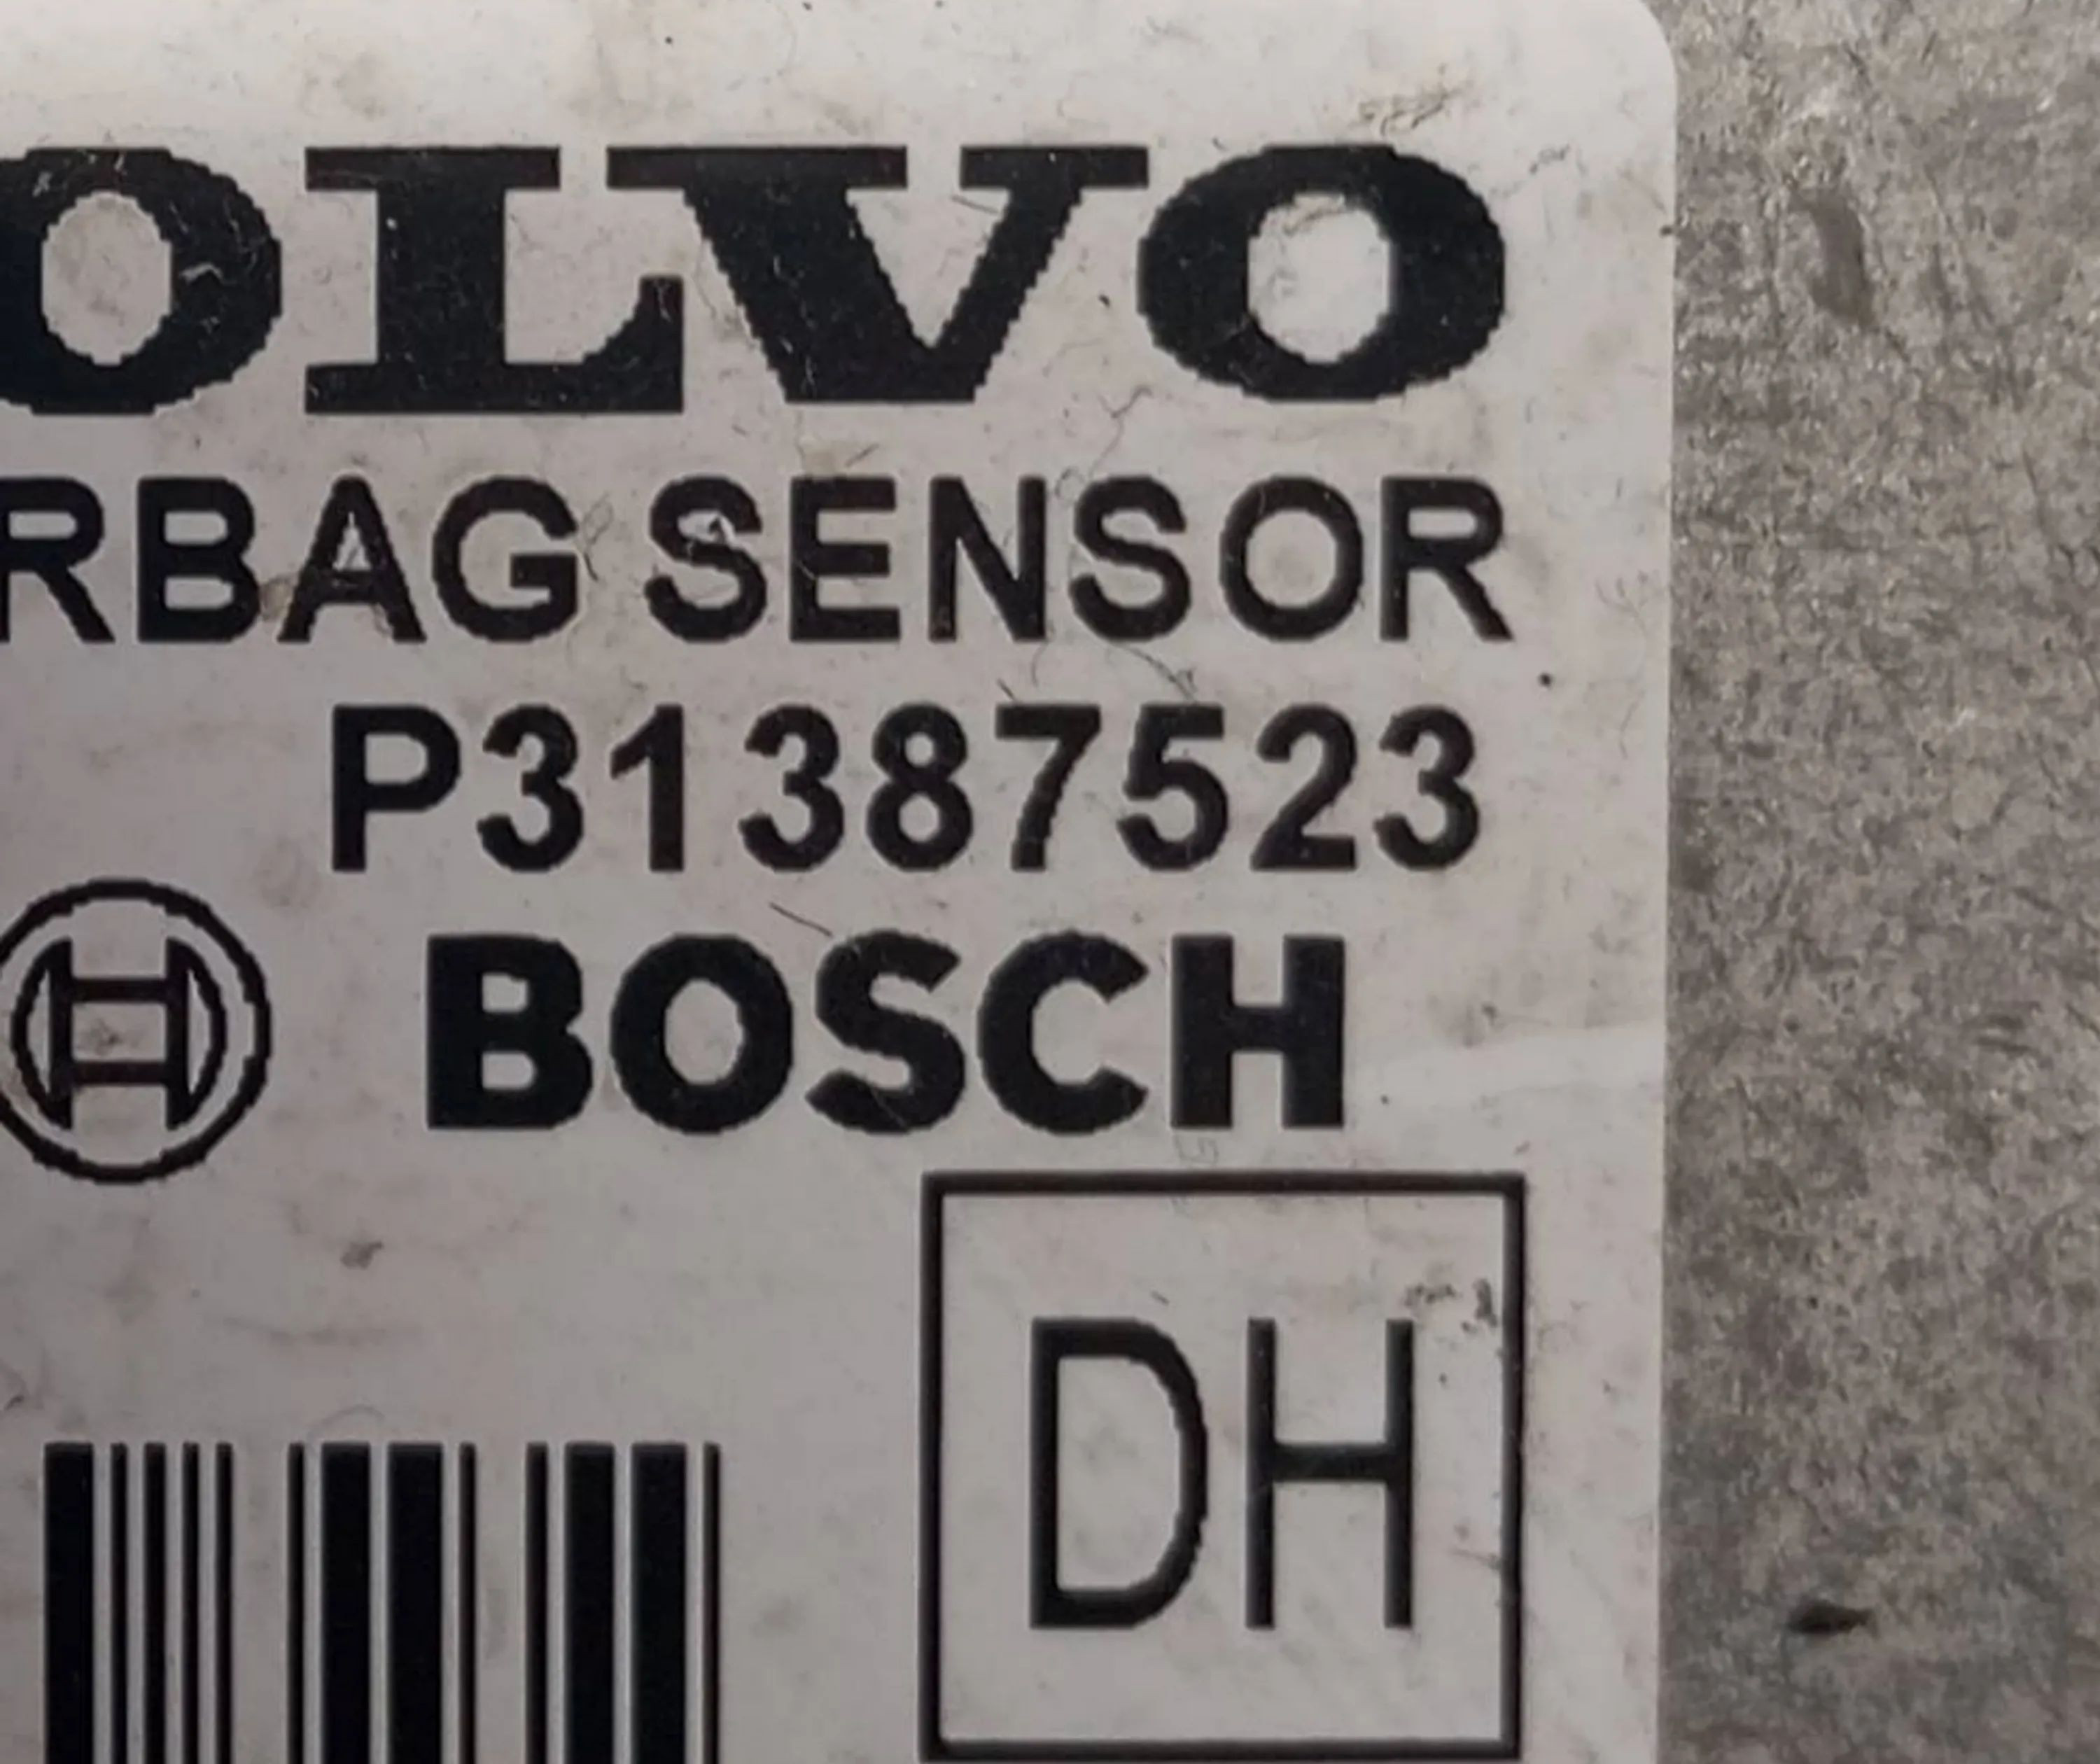 OLVO
RBAG SENSOR
P31387523
BOSCH
DH